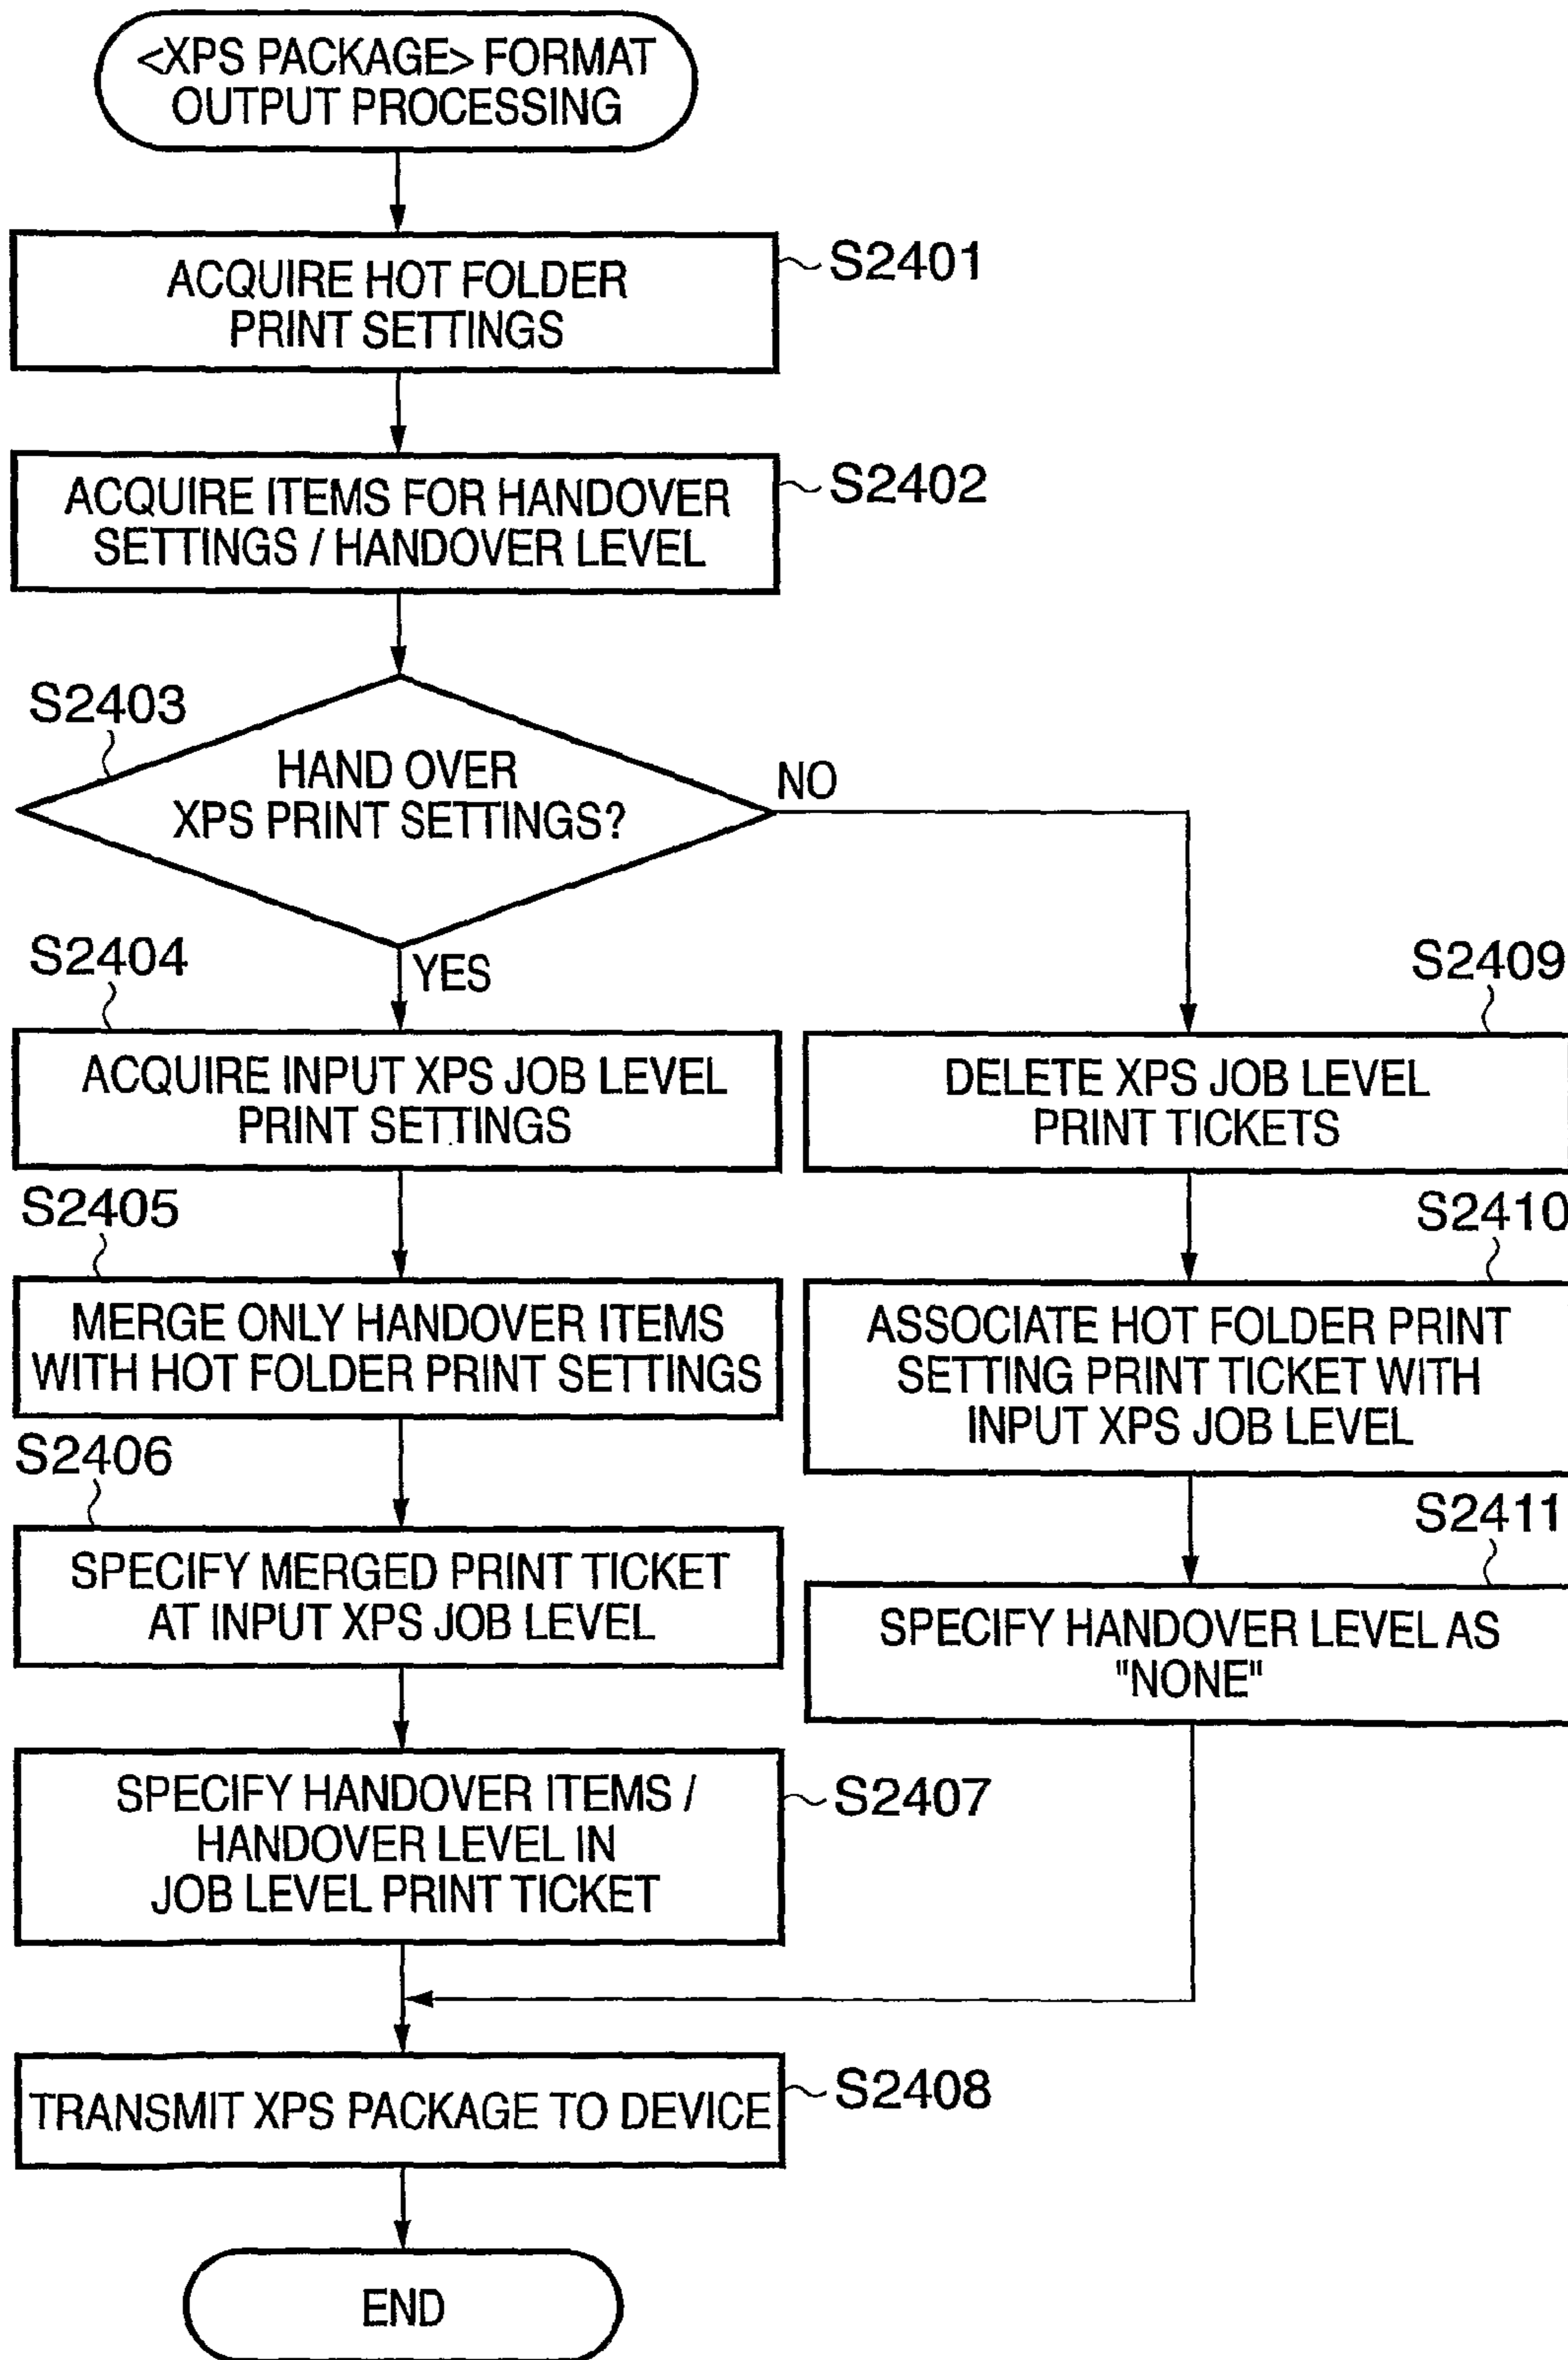 <XPS PACKAGE> FORMAT
OUTPUT PROCESSING
ACQUIRE HOT FOLDER
PRINT SETTINGS
S2401
ACQUIRE ITEMS FOR HANDOVER
SETTINGS / HANDOVER LEVEL
S2402
S2403
HAND OVER
XPS PRINT SETTINGS?
NO
YES
S2404
ACQUIRE INPUT XPS JOB LEVEL
PRINT SETTINGS
S2409
DELETE XPS JOB LEVEL
PRINT TICKETS
S2405
MERGE ONLY HANDOVER ITEMS
WITH HOT FOLDER PRINT SETTINGS
S2410
ASSOCIATE HOT FOLDER PRINT
SETTING PRINT TICKET WITH
INPUT XPS JOB LEVEL
S2406
SPECIFY MERGED PRINT TICKET
AT INPUT XPS JOB LEVEL
S2411
SPECIFY HANDOVER LEVEL AS
"NONE"
SPECIFY HANDOVER ITEMS /
HANDOVER LEVEL IN
JOB LEVEL PRINT TICKET
S2407
TRANSMIT XPS PACKAGE TO DEVICE
S2408
END